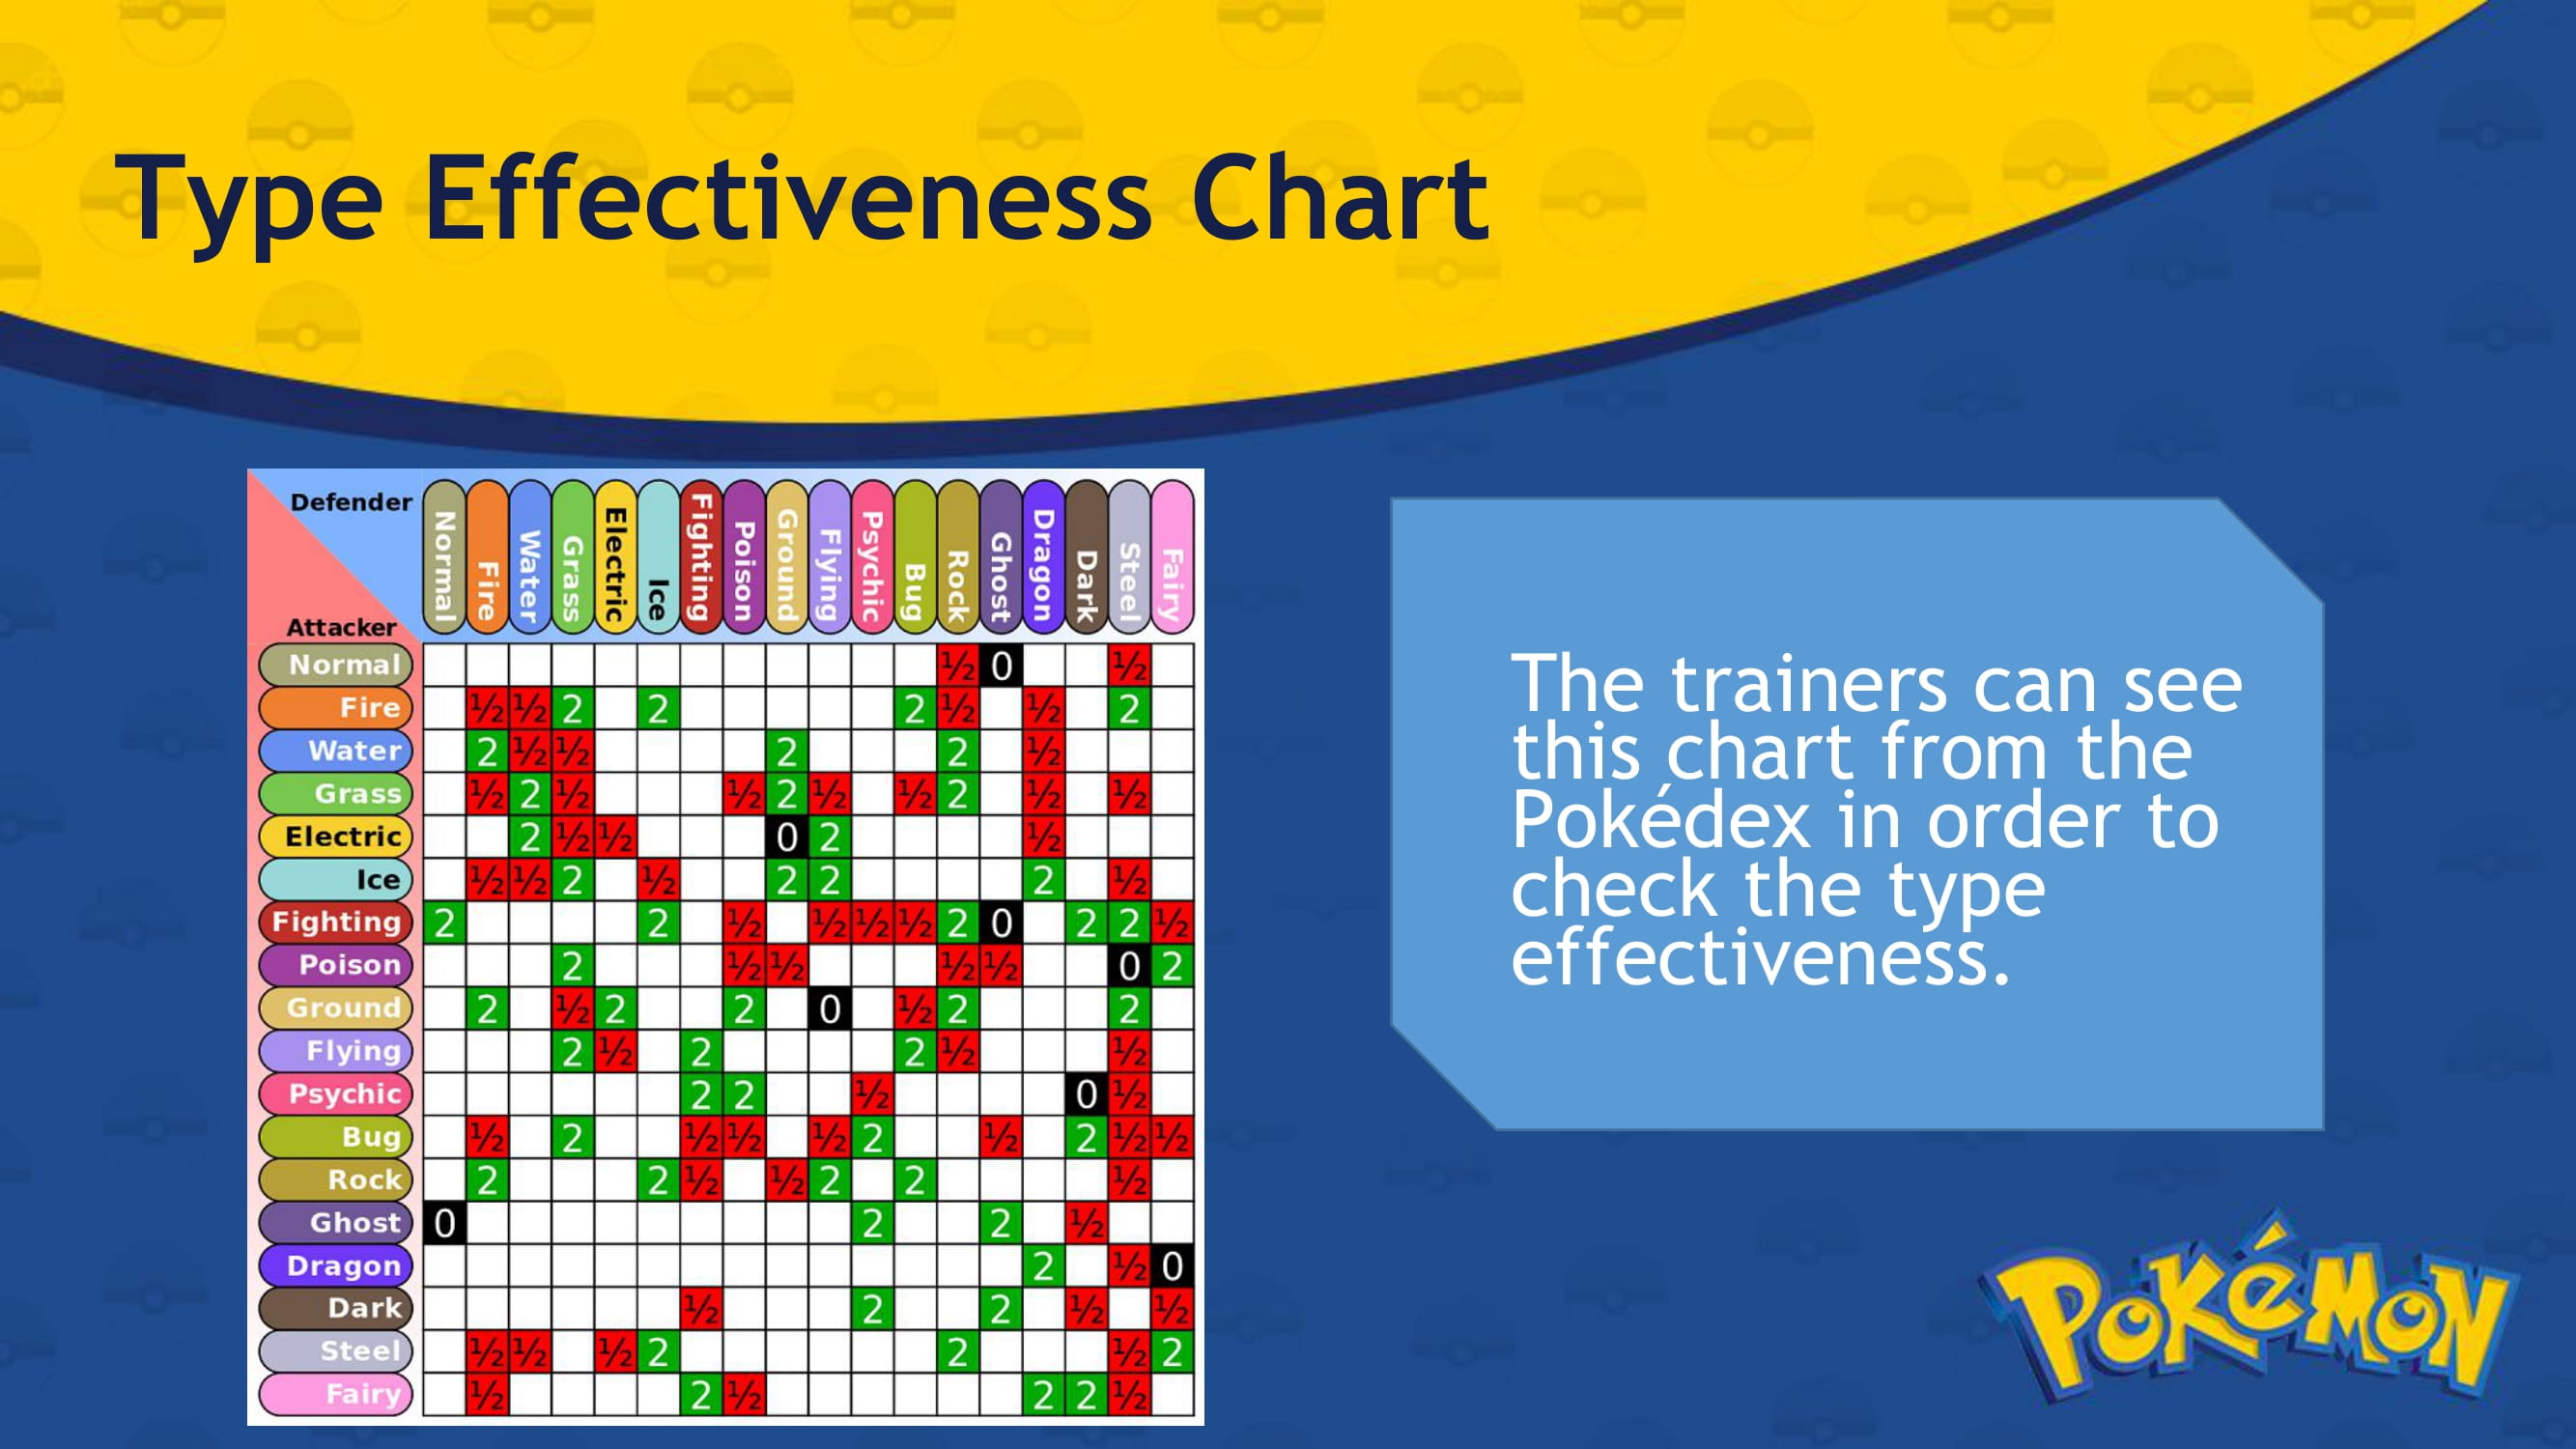 Type Effectiveness Chart
Defender
Attacker
Normal Fire Water Grass Electric Ice Fighting Poison Ground Flying Psychic Bug Rock Ghost Dragon Dark Steel Fairy
Normal ½ 0 ½
Fire ½ ½ 2 2 2 ½ ½ 2
Water 2 ½ ½ 2 2 ½
Grass ½ 2 ½ ½ 2 ½ ½ 2 ½ ½
Electric 2 ½ ½ 0 2 ½
Ice ½ ½ 2 ½ 2 2 2 ½
Fighting 2 2 ½ ½ ½ ½ 2 0 2 2 ½
Poison 2 ½ ½ ½ ½ 0 2
Ground 2 ½ 2 2 0 ½ 2 2
Flying 2 ½ 2 2 ½ ½
Psychic 2 2 ½ 0 ½
Bug ½ 2 ½ ½ ½ 2 ½ 2 ½ ½
Rock 2 2 ½ ½ 2 2 ½
Ghost 0 2 2 ½
Dragon 2 ½ 0
Dark ½ 2 2 ½ ½
Steel ½ ½ ½ 2 2 ½ 2
Fairy ½ 2 ½ 2 2 ½
The trainers can see
this chart from the
Pokédex in order to
check the type
effectiveness.
POKéMON